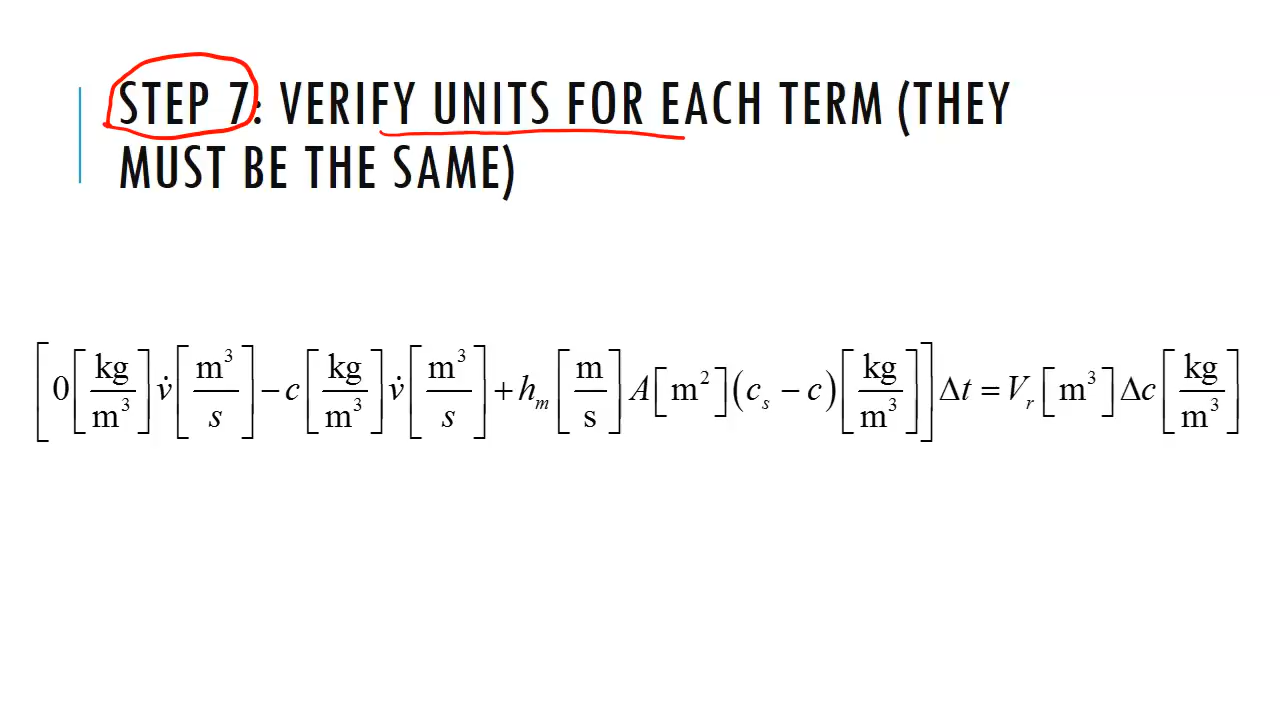 STEP 7: VERIFY UNITS FOR EACH TERM (THEY
MUST BE THE SAME)
[0[kg/m³]v̇[m³/s]−c[kg/m³]v̇[m³/s]+hₘ[m/s]A[m²](cₛ−c)[kg/m³]]Δt=Vᵣ[m³]Δc[kg/m³]